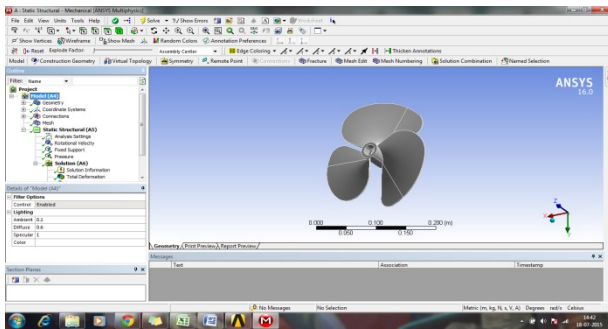 A : Static Structural - Mechanical [ANSYS Multiphysics]
File Edit View Units Tools Help Solve ?/ Show Errors Worksheet
Show Vertices Wireframe Show Mesh Random Colors Annotation Preferences
Reset Explode Factor: Assembly Center Edge Coloring Thicken Annotations
Model Construction Geometry Virtual Topology Symmetry Remote Point Connections Fracture Mesh Edit Mesh Numbering Solution Combination Named Selection
Outline
Filter: Name
Project
Model (A4)
Geometry
Coordinate Systems
Connections
Mesh
Static Structural (A5)
Analysis Settings
Rotational Velocity
Fixed Support
Pressure
Solution (A6)
Solution Information
Total Deformation
Details of "Model (A4)"
Filter Options
Control Enabled
Lighting
Ambient 0.1
Diffuse 0.6
Specular 1
Color
Section Planes
ANSYS
16.0
0.000 0.100 0.200 (m)
0.050 0.150
Z
X
Y
Geometry Print Preview Report Preview
Messages
Text Association Timestamp
0 No Messages No Selection Metric (m, kg, N, s, V, A) Degrees rad/s Celsius
14:42
18-07-2015